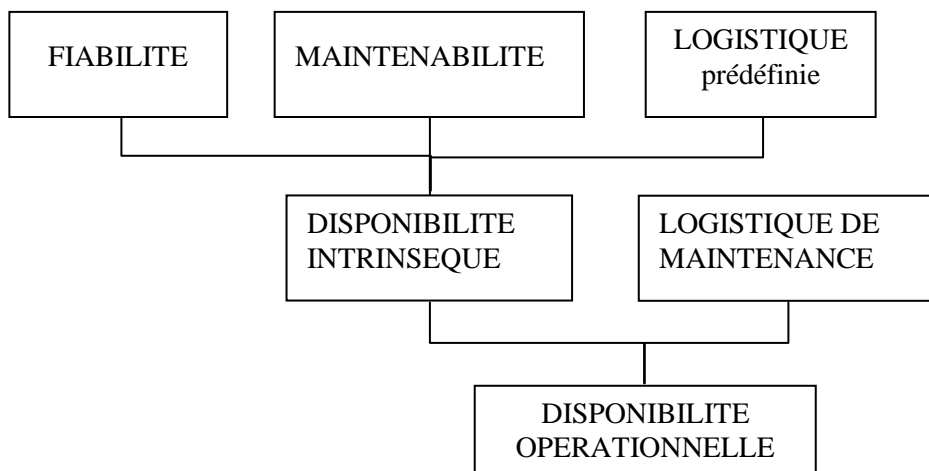 FIABILITE
MAINTENABILITE
LOGISTIQUE
prédéfinie
DISPONIBILITE
INTRINSEQUE
LOGISTIQUE DE
MAINTENANCE
DISPONIBILITE
OPERATIONNELLE